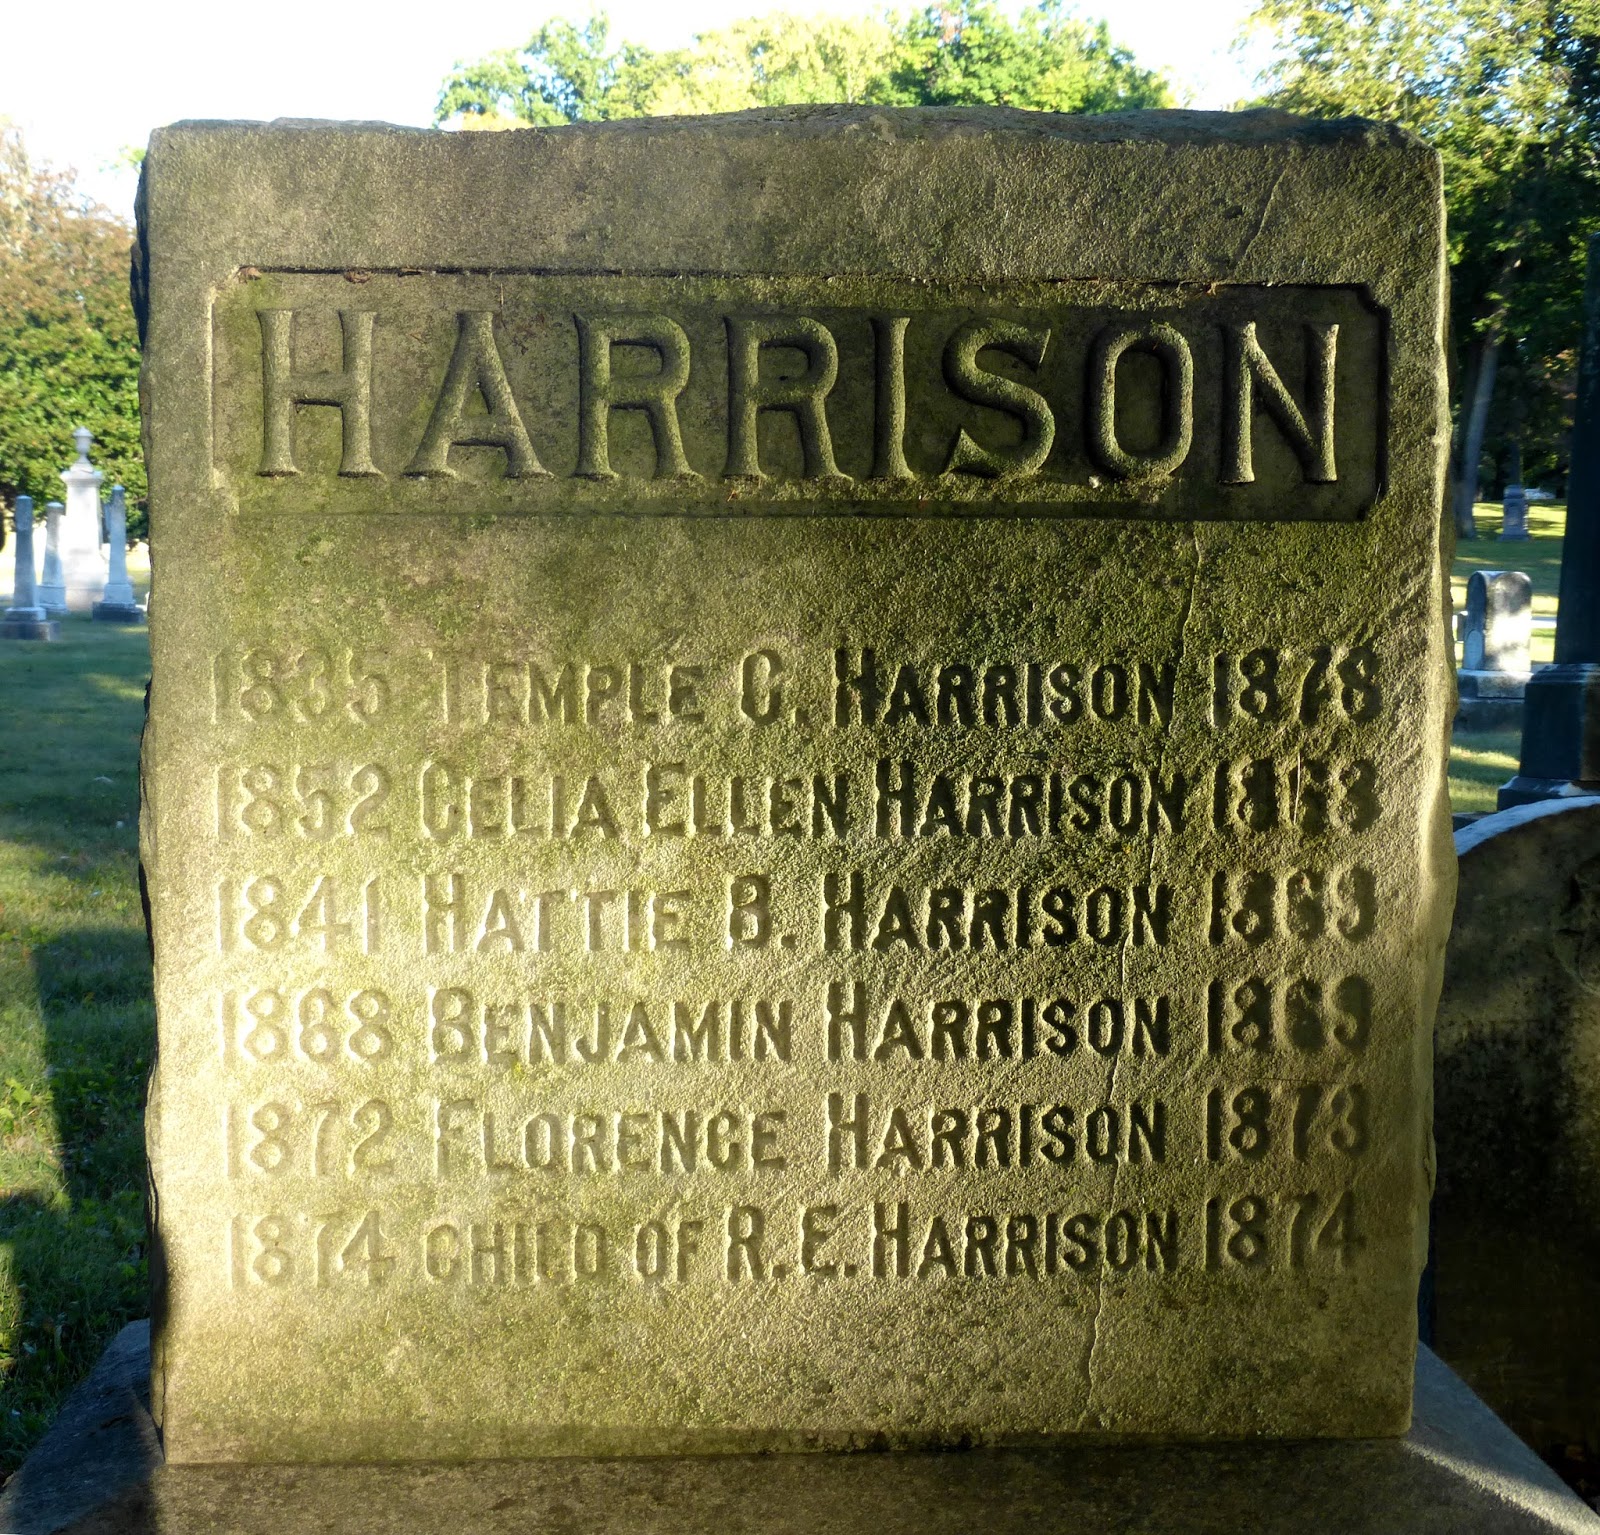 HARRISON
1835 TEMPLE C. HARRISON 1878
1852 CELIA ELLEN HARRISON
1841 HATTIE B. HARRISON 1869
1868 BENJAMIN HARRISON 1869
1872 FLORENCE HARRISON 1873
1874 CHILD OF R. E. HARRISON 1874